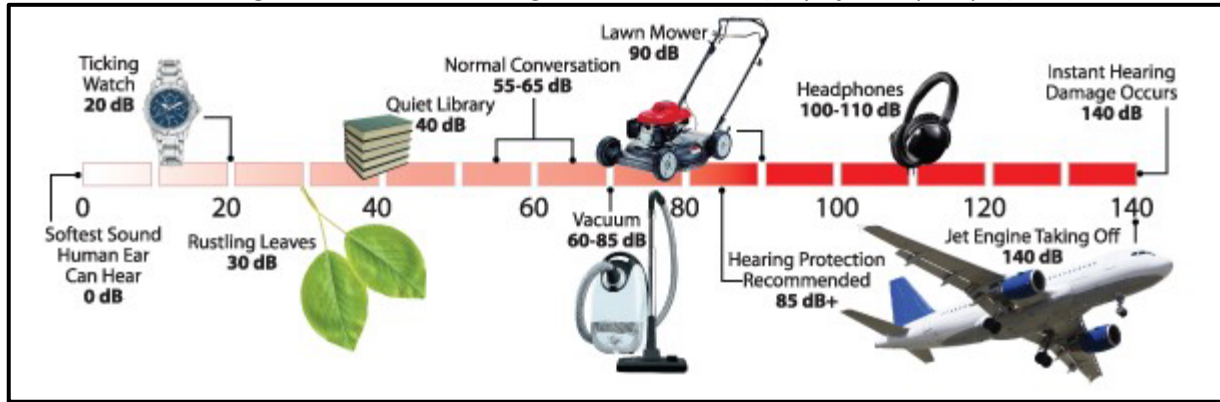 Ticking
Watch
20 dB
Quiet Library
40 dB
Normal Conversation
55-65 dB
Lawn Mower
90 dB
Headphones
100-110 dB
Instant Hearing
Damage Occurs
140 dB
0 20 40 60 80 100 120 140
Softest Sound
Human Ear
Can Hear
0 dB
Rustling Leaves
30 dB
Vacuum
60-85 dB
Hearing Protection
Recommended
85 dB+
Jet Engine Taking Off
140 dB